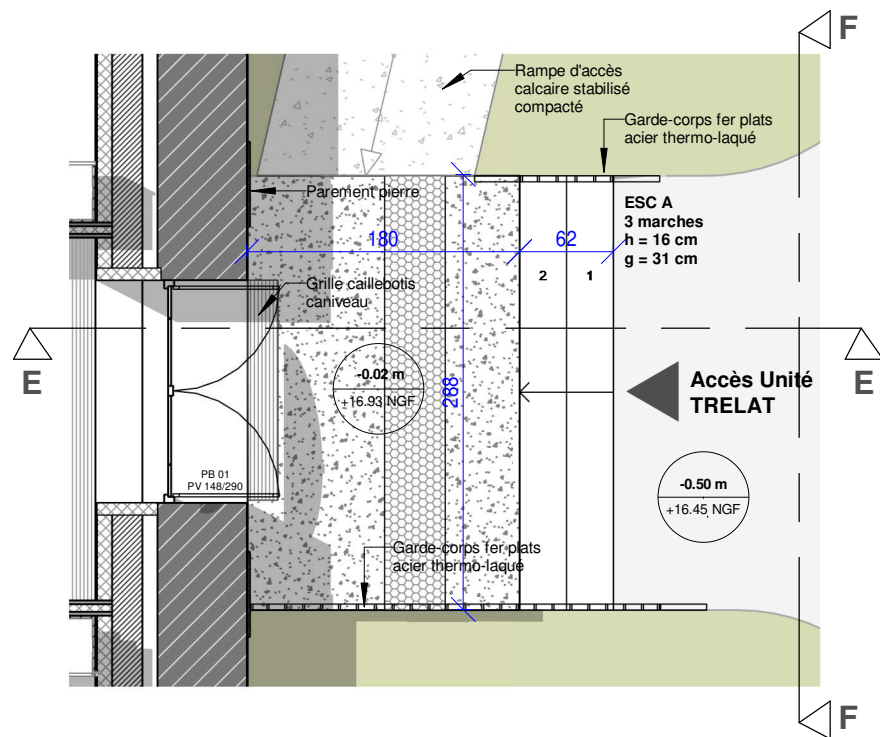 F
Rampe d'accès
calcaire stabilisé
compacté
Garde-corps fer plats
acier thermo-laqué
Parement pierre
ESC A
3 marches
h = 16 cm
g = 31 cm
180
62
2
1
Grille caillebotis
caniveau
E
E
-0.02 m
+16.93 NGF
288
Accès Unité
TRELAT
PB 01
PV 148/290
-0.50 m
+16.45 NGF
Garde-corps fer plats
acier thermo-laqué
F